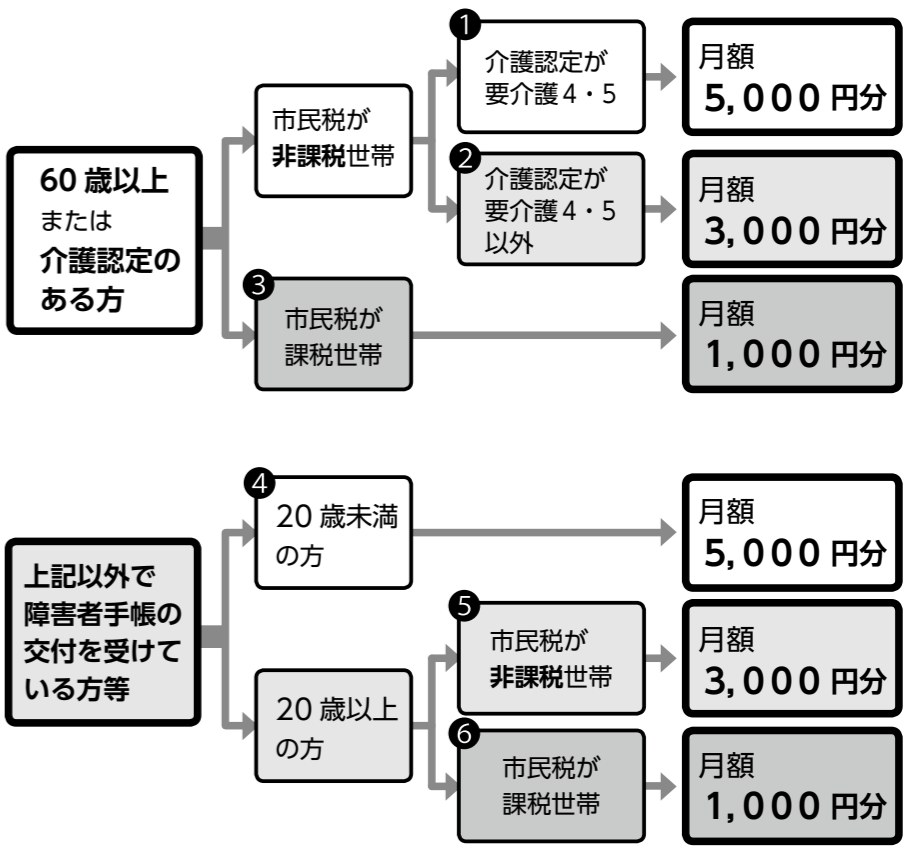 60 歳以上
または
介護認定の
ある方
市民税が
非課税世帯
❶
介護認定が
要介護4・5
月額
5,000 円分
❷
介護認定が
要介護4・5
以外
月額
3,000 円分
❸
市民税が
課税世帯
月額
1,000 円分
上記以外で
障害者手帳の
交付を受けて
いる方等
❹
20 歳未満
の方
月額
5,000 円分
20 歳以上
の方
❺
市民税が
非課税世帯
月額
3,000 円分
❻
市民税が
課税世帯
月額
1,000 円分